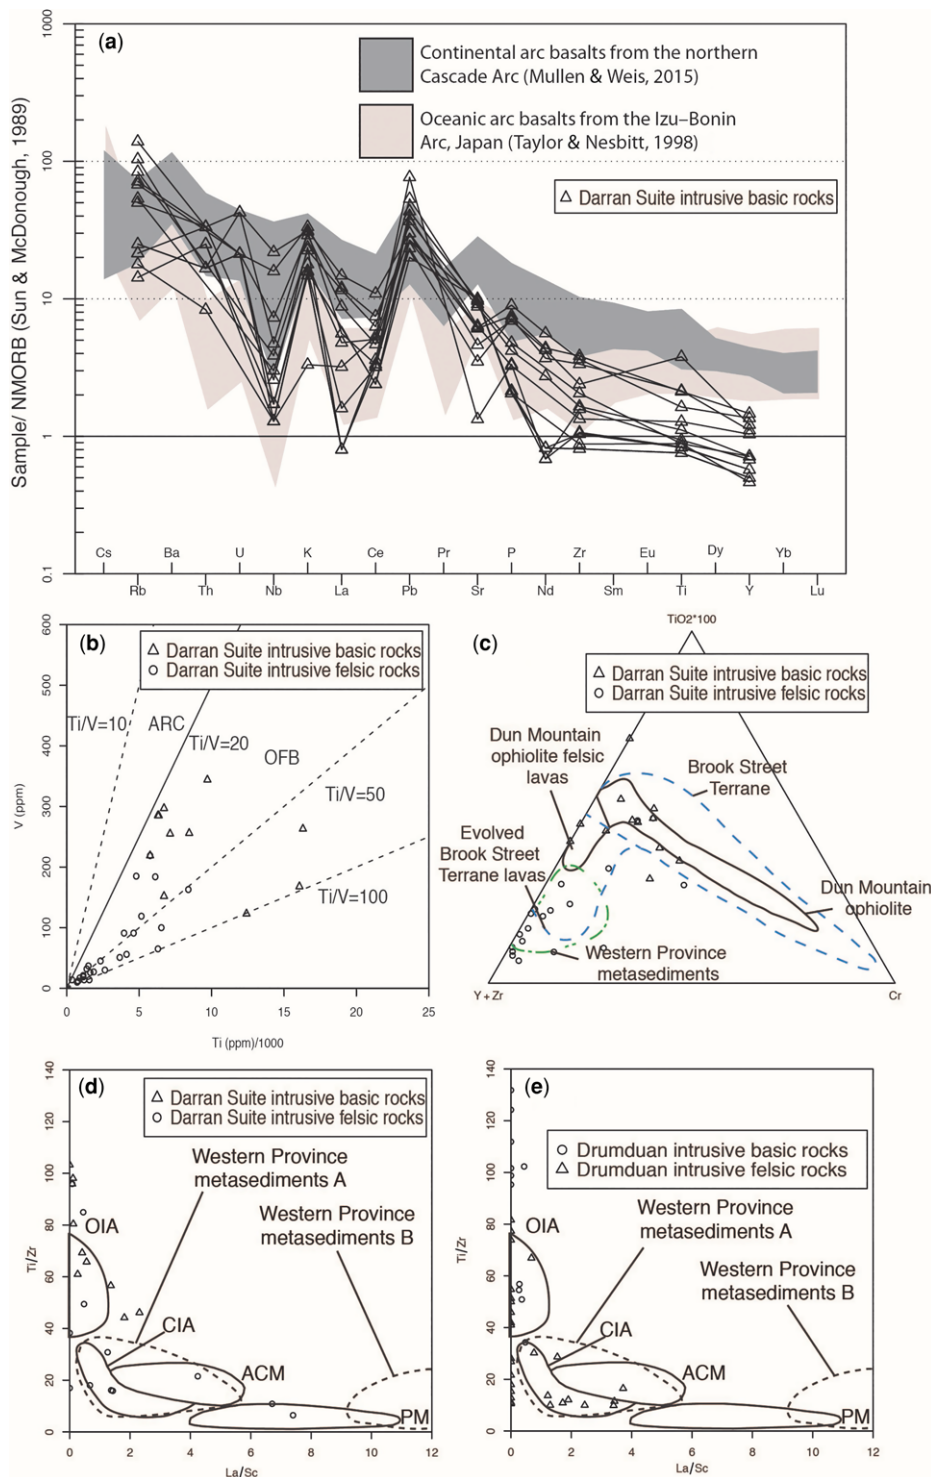 (a)
Continental arc basalts from the northern
Cascade Arc (Mullen & Weis, 2015)
Oceanic arc basalts from the Izu–Bonin
Arc, Japan (Taylor & Nesbitt, 1998)
Darran Suite intrusive basic rocks
Sample/ NMORB (Sun & McDonough, 1989)
1000
100
10
1
0.1
Cs Ba U K Ce Pr P Zr Eu Dy Yb
Rb Th Nb La Pb Sr Nd Sm Ti Y Lu
(b)
Darran Suite intrusive basic rocks
Darran Suite intrusive felsic rocks
Ti/V=10
ARC
Ti/V=20
OFB
Ti/V=50
Ti/V=100
V (ppm)
600
500
400
300
200
100
0
0 5 10 15 20 25
Ti (ppm)/1000
(c)
TiO2*100
Darran Suite intrusive basic rocks
Darran Suite intrusive felsic rocks
Dun Mountain
ophiolite felsic
lavas
Brook Street
Terrane
Evolved
Brook Street
Terrane lavas
Dun Mountain
ophiolite
Western Province
metasediments
Y + Zr
Cr
(d)
Darran Suite intrusive basic rocks
Darran Suite intrusive felsic rocks
Western Province
metasediments A
Western Province
metasediments B
OIA
CIA
ACM
PM
Ti/Zr
140
120
100
80
60
40
20
0
0 2 4 6 8 10 12
La/Sc
(e)
Drumduan intrusive basic rocks
Drumduan intrusive felsic rocks
Western Province
metasediments A
Western Province
metasediments B
OIA
CIA
ACM
PM
Ti/Zr
140
120
100
80
60
40
20
0
0 2 4 6 8 10 12
La/Sc